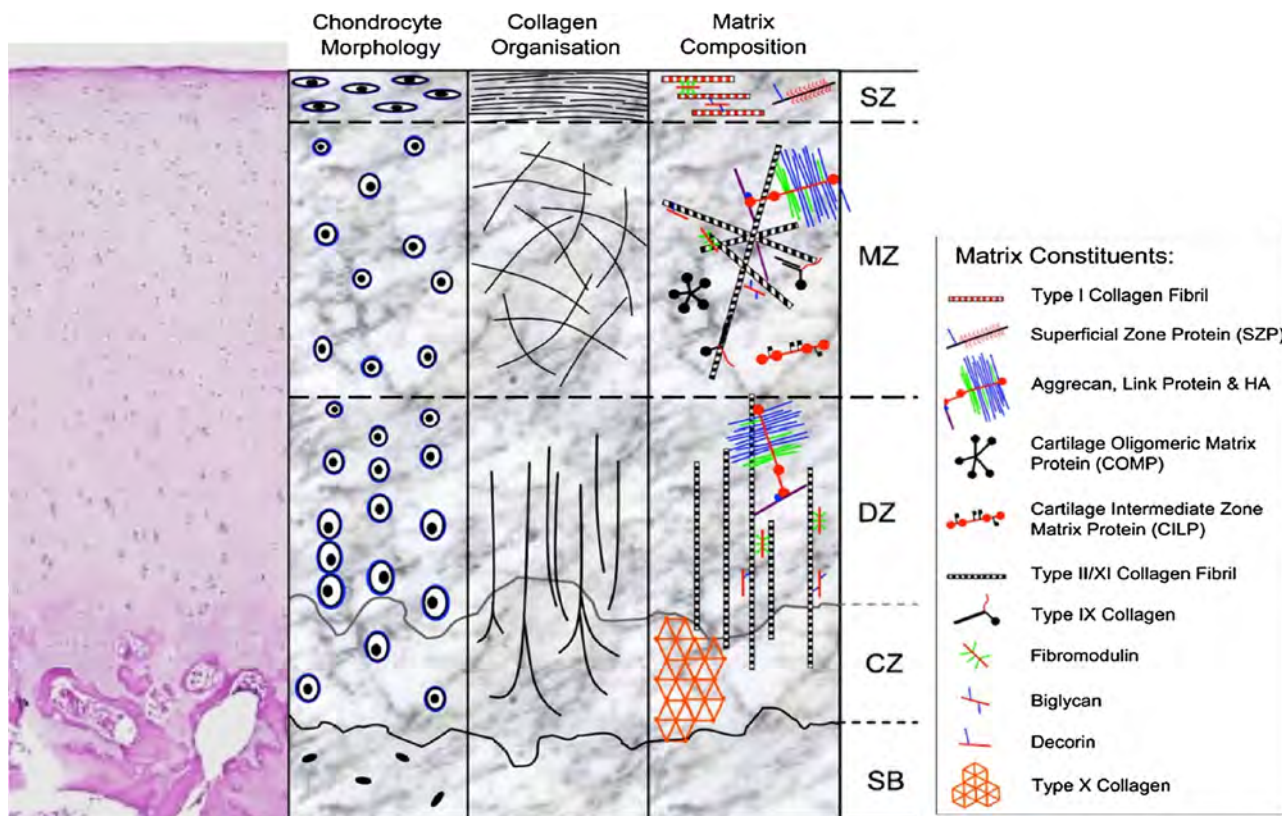 Chondrocyte
Morphology
Collagen
Organisation
Matrix
Composition
SZ
MZ
DZ
CZ
SB
Matrix Constituents:
Type I Collagen Fibril
Superficial Zone Protein (SZP)
Aggrecan, Link Protein & HA
Cartilage Oligomeric Matrix
Protein (COMP)
Cartilage Intermediate Zone
Matrix Protein (CILP)
Type II/XI Collagen Fibril
Type IX Collagen
Fibromodulin
Biglycan
Decorin
Type X Collagen